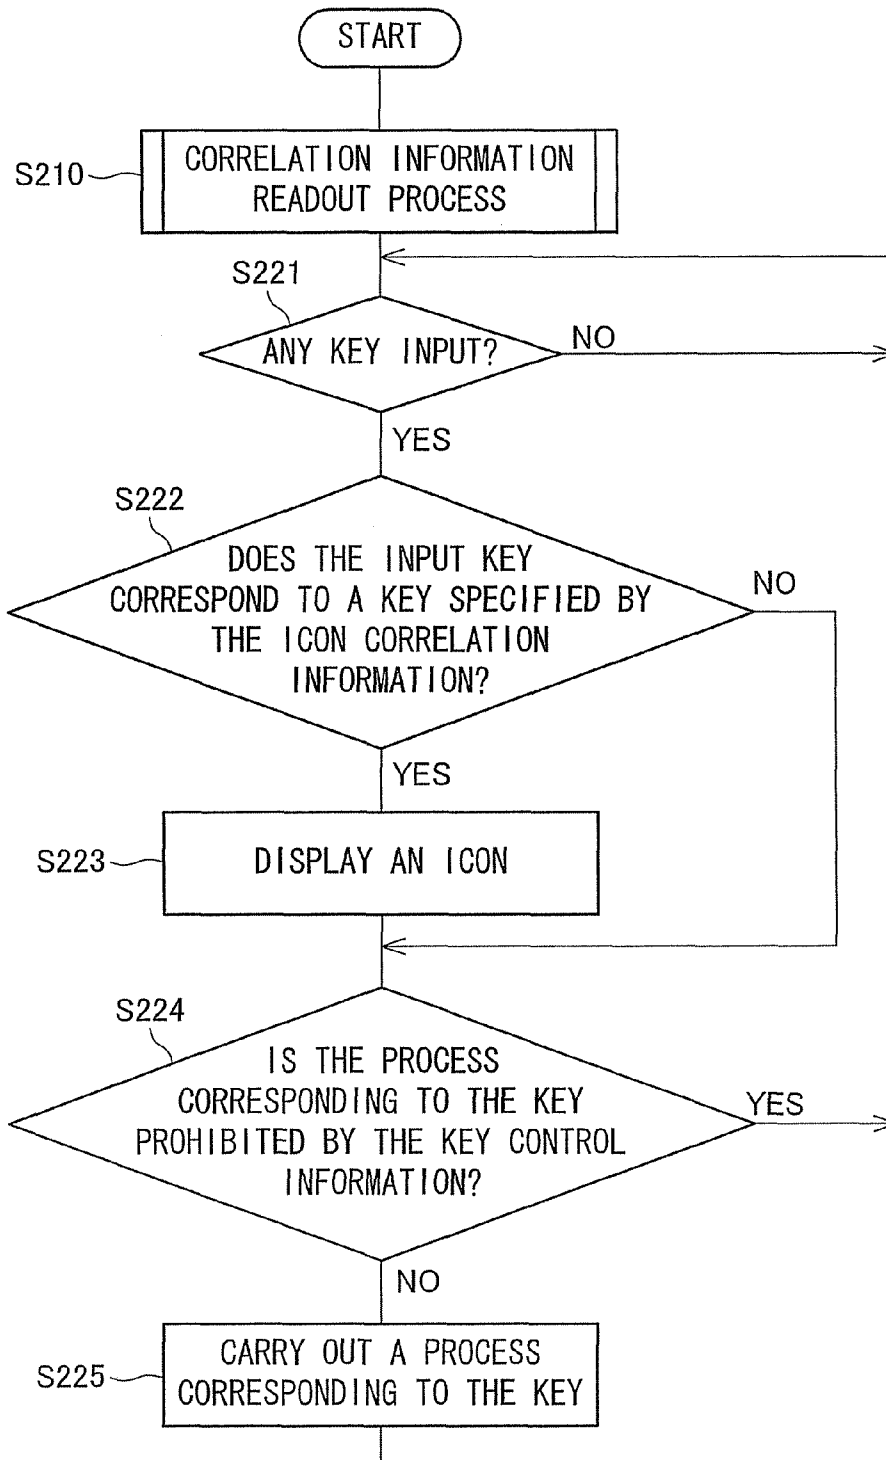 START
S210
CORRELATION INFORMATION
READOUT PROCESS
S221
ANY KEY INPUT?
NO
YES
S222
DOES THE INPUT KEY
CORRESPOND TO A KEY SPECIFIED BY
THE ICON CORRELATION
INFORMATION?
NO
YES
S223
DISPLAY AN ICON
S224
IS THE PROCESS
CORRESPONDING TO THE KEY
PROHIBITED BY THE KEY CONTROL
INFORMATION?
YES
NO
S225
CARRY OUT A PROCESS
CORRESPONDING TO THE KEY